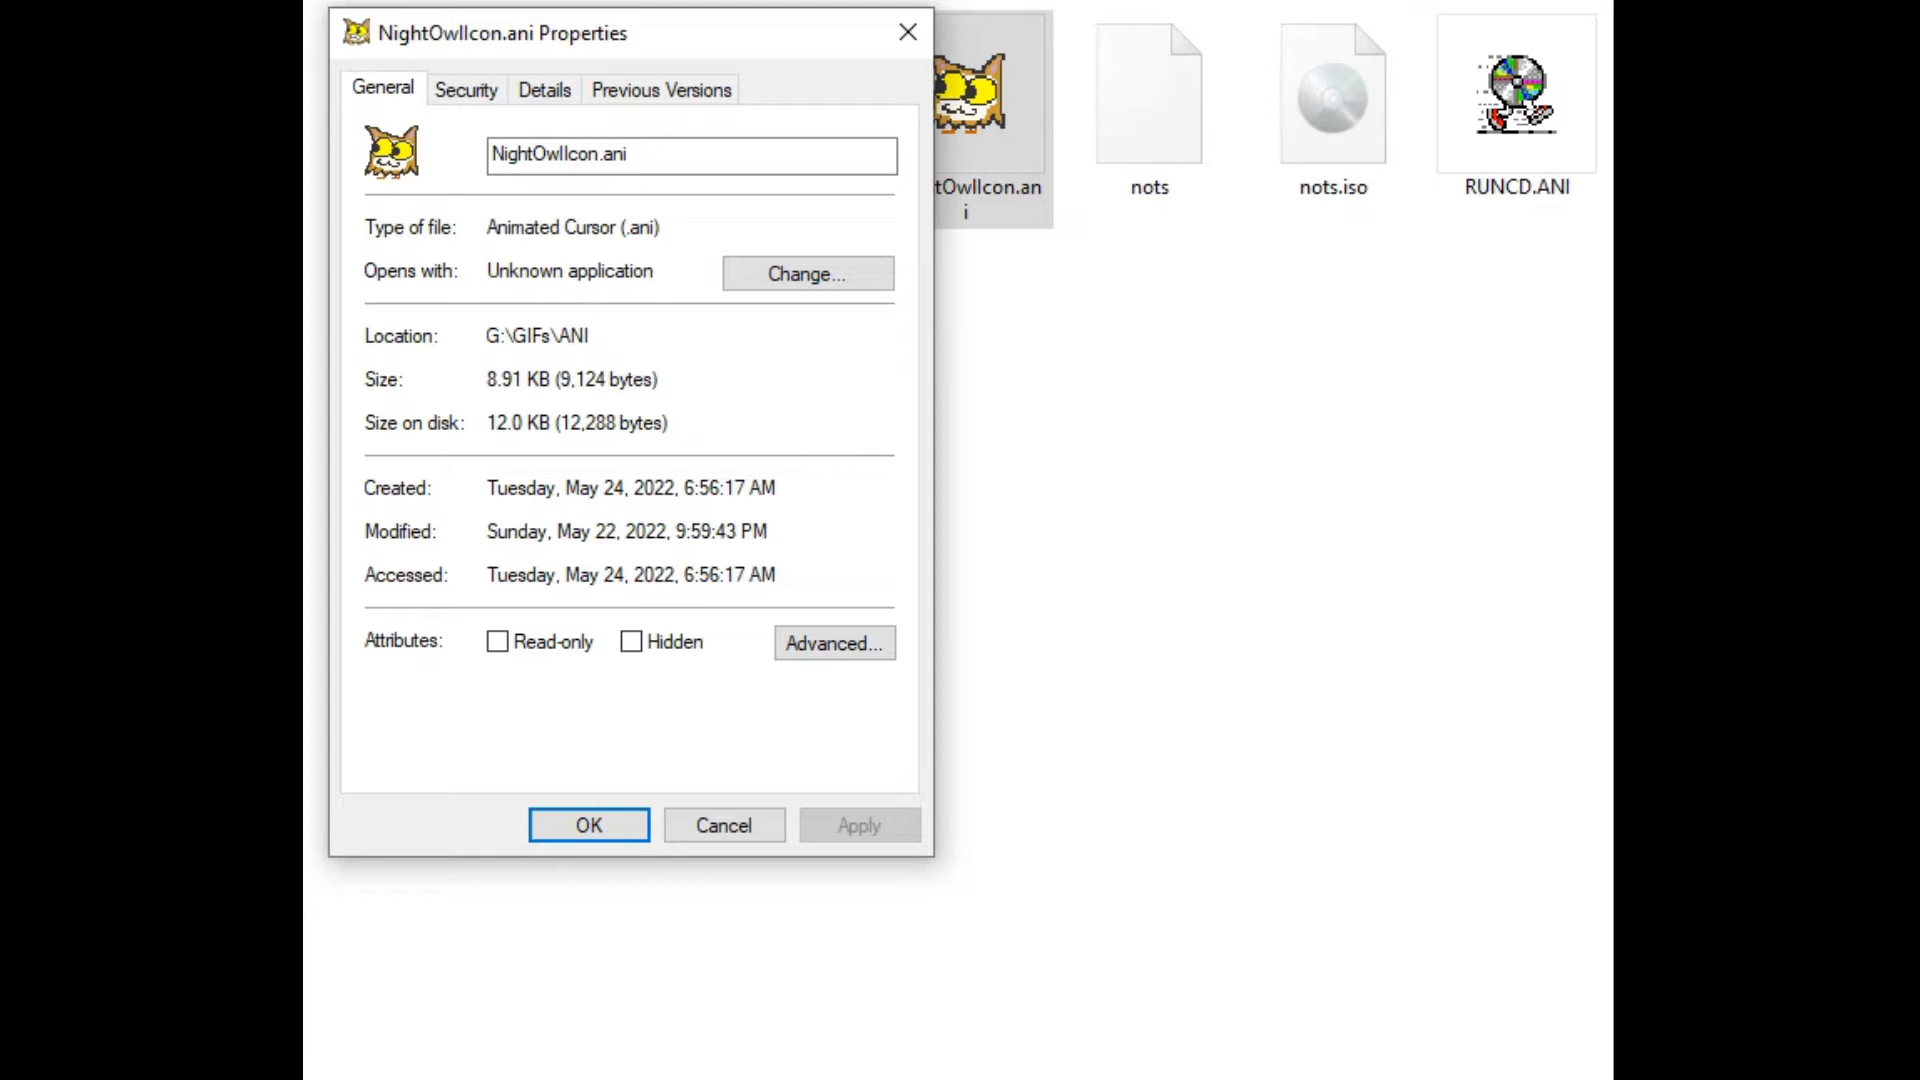 NightOwlIcon.ani Properties
General
Security
Details
Previous Versions
NightOwlIcon.ani
Type of file: Animated Cursor (.ani)
Opens with: Unknown application
Change...
Location: G:\GIFs\ANI
Size: 8.91 KB (9,124 bytes)
Size on disk: 12.0 KB (12,288 bytes)
Created: Tuesday, May 24, 2022, 6:56:17 AM
Modified: Sunday, May 22, 2022, 9:59:43 PM
Accessed: Tuesday, May 24, 2022, 6:56:17 AM
Attributes: Read-only Hidden
Advanced...
OK
Cancel
Apply
tOwlIcon.an
i
nots
nots.iso
RUNCD.ANI